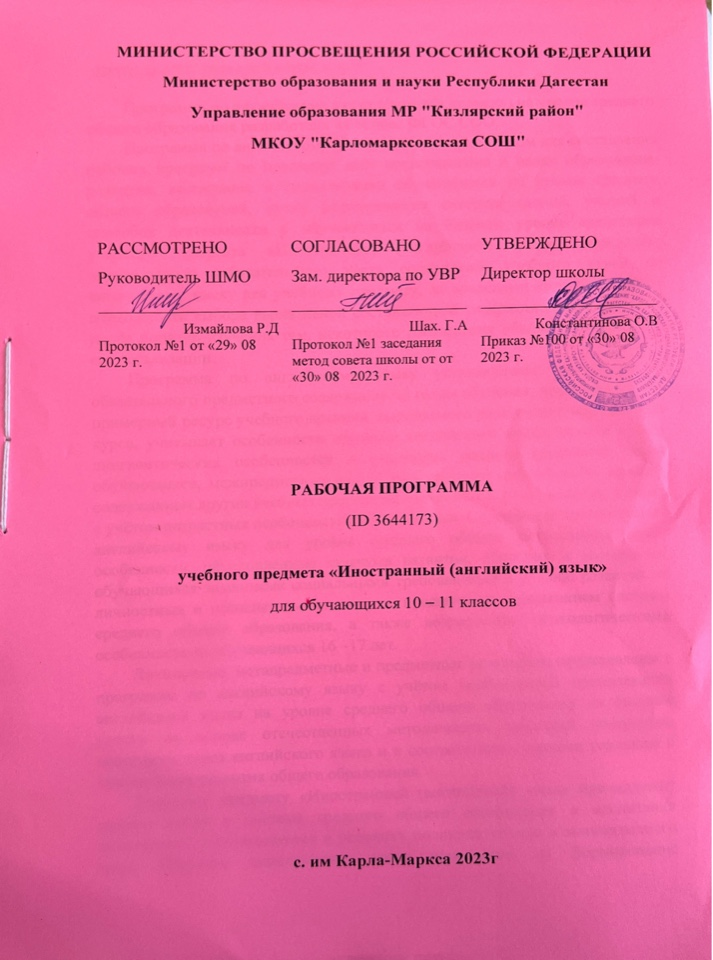 МИНИСТЕРСТВО ПРОСВЕЩЕНИЯ РОССИЙСКОЙ ФЕДЕРАЦИИ
Министерство образования и науки Республики Дагестан
Управление образования МР "Кизлярский район"
МКОУ "Карломарксовская СОШ"
РАССМОТРЕНО
Руководитель ШМО
Измайлова Р.Д
Протокол №1 от «29» 08
2023 г.
СОГЛАСОВАНО
Зам. директора по УВР
Шах. Г.А
Протокол №1 заседания
метод совета школы от от
«30» 08 2023 г.
УТВЕРЖДЕНО
Директор школы
Константинова О.В
Приказ №100 от «30» 08
2023 г.
РАБОЧАЯ ПРОГРАММА
(ID 3644173)
учебного предмета «Иностранный (английский) язык»
для обучающихся 10 – 11 классов
с. им Карла-Маркса 2023г